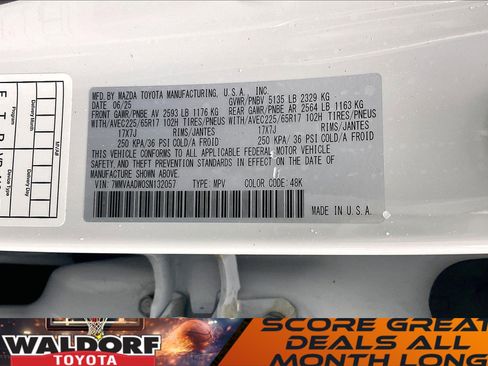 MFD. BY MAZDA TOYOTA MANUFACTURING, U.S.A., INC.
DATE 06/25 GVWR/PNBV 5135 LB 2329 KG
FRONT GAWR/PNBE AV 2593 LB 1176 KG REAR GAWR/PNBE AR 2564 LB 1163 KG
WITH/AVEC225/65R17 102H TIRES/PNEUS WITH/AVEC225/65R17 102H TIRES/PNEUS
17X7J RIMS/JANTES 17X7J RIMS/JANTES
250 KPA/36 PSI COLD/A FROID 250 KPA/36 PSI COLD/A FROID
THIS VEHICLE CONFORMS TO ALL APPLICABLE FEDERAL MOTOR VEHICLE
SAFETY AND THEFT PREVENTION STANDARDS IN EFFECT ON THE DATE OF
MANUFACTURE SHOWN ABOVE.
VIN: 7MMVAADW0SN132057 TYPE: MPV COLOR CODE: 48K
MADE IN U.S.A.
WALDORF
TOYOTA
SCORE GREAT
DEALS ALL
MONTH LONG